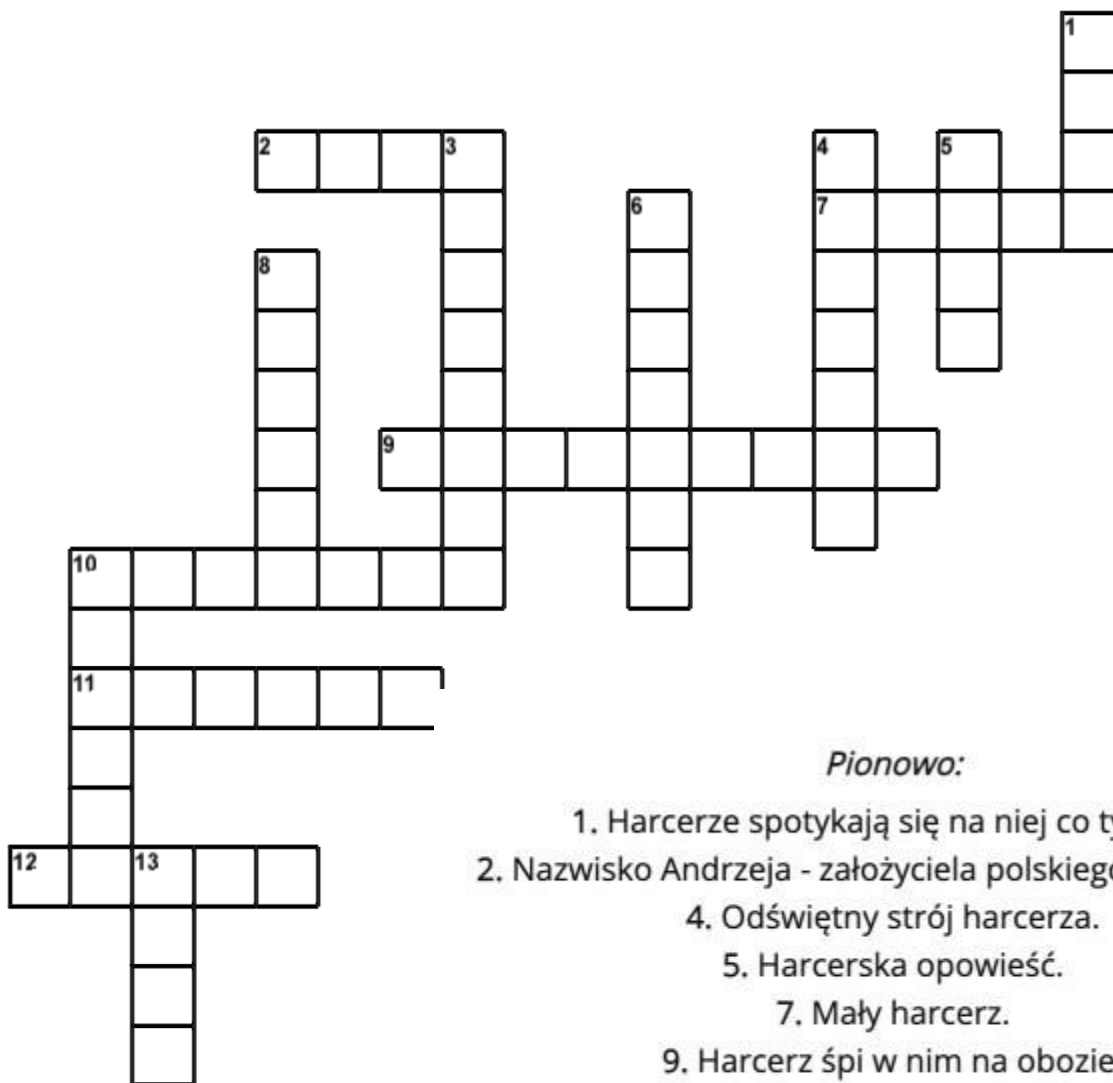 1
2 3 4 5
6 7
8
9
10
11
12 13
Pionowo:
1. Harcerze spotykają się na niej co
2. Nazwisko Andrzeja - założyciela
4. Odświętny strój harcerza.
5. Harcerska opowieść.
7. Mały harcerz.
9. Harcerz śpi w nim na obozie